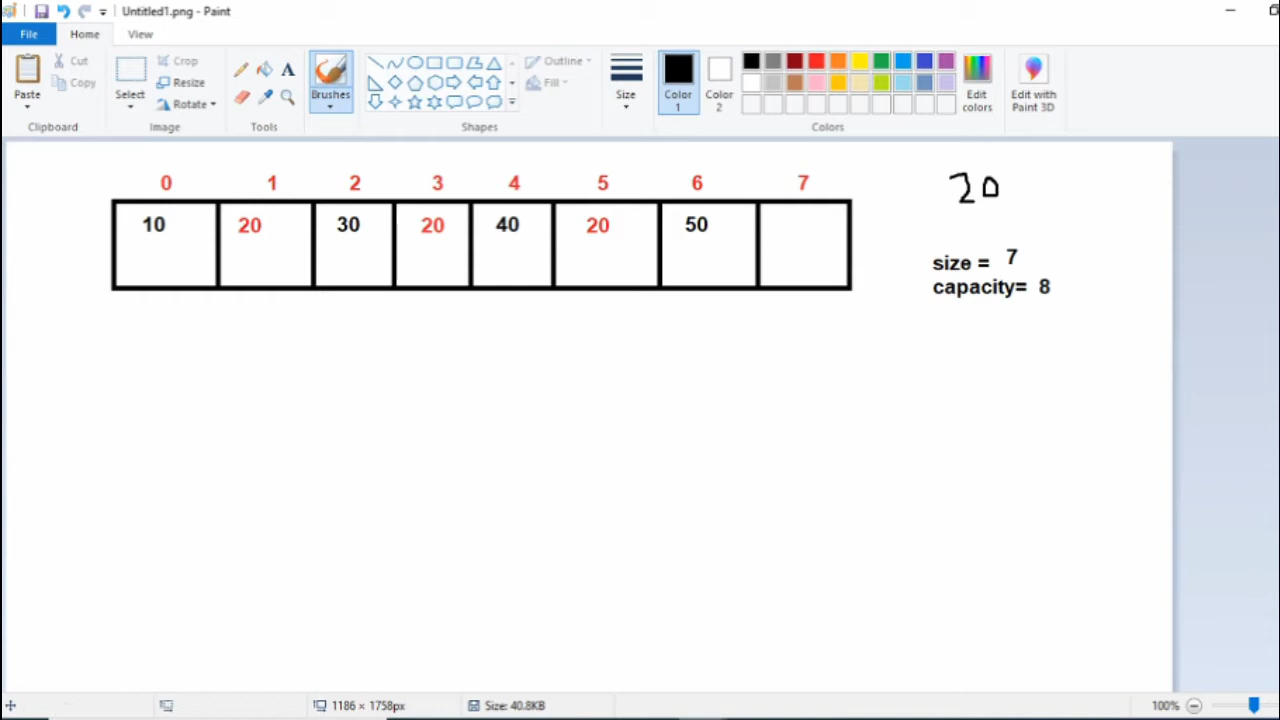 Untitled1.png - Paint
File Home View
Paste Cut Copy Select Crop Resize Rotate A Brushes Outline Fill Size Color 1 Color 2 Edit colors Edit with Paint 3D
Clipboard Image Tools Shapes Colors
0 1 2 3 4 5 6 7
20
10 20 30 20 40 20 50
size = 7
capacity= 8
1186 × 1758px Size: 40.8KB 100%